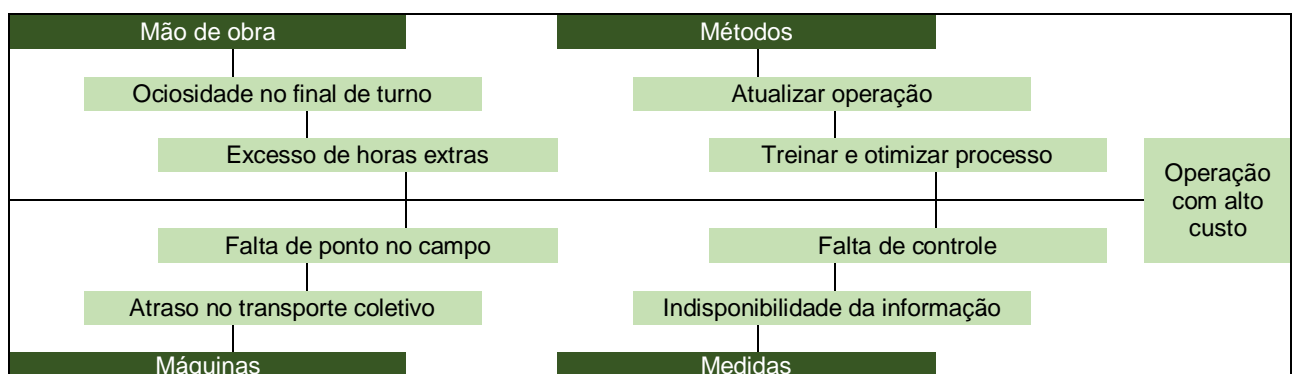 Mão de obra
Métodos
Ociosidade no final de turno
Atualizar operação
Excesso de horas extras
Treinar e otimizar processo
Operação
com alto
custo
Falta de ponto no campo
Falta de controle
Atraso no transporte coletivo
Indisponibilidade da informação
Máquinas
Medidas